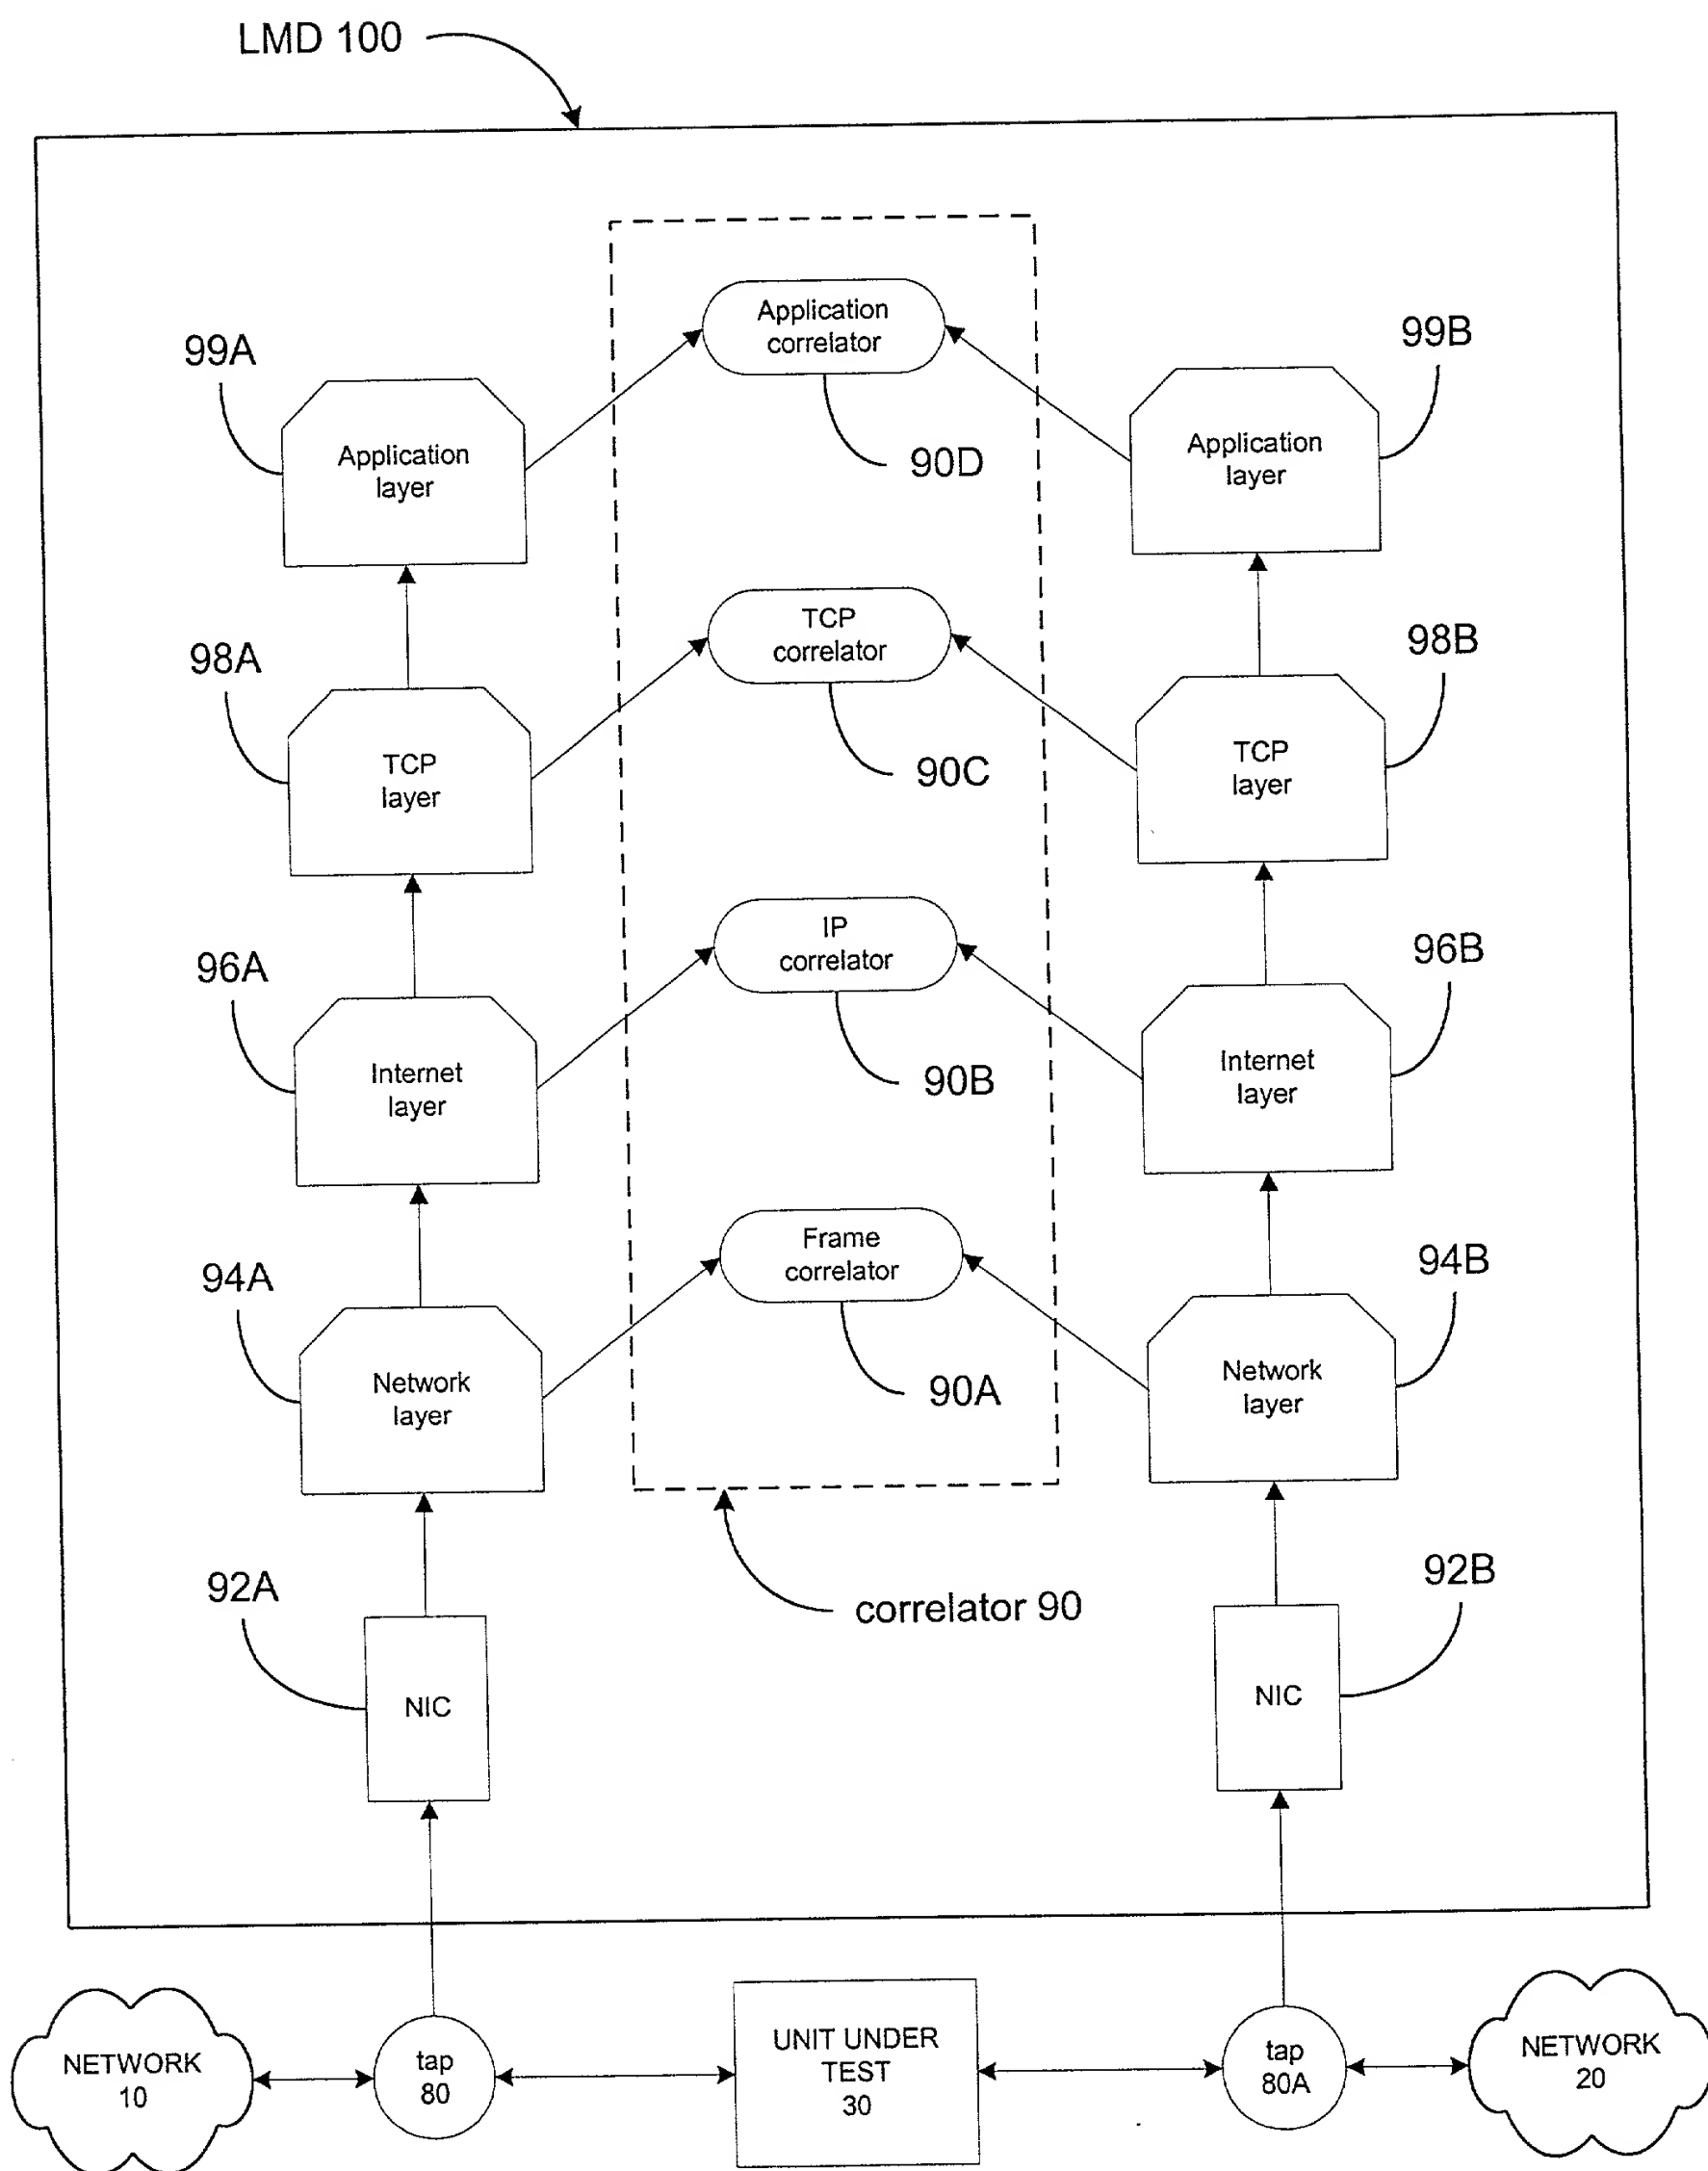 LMD 100
Application
correlator
99A
99B
Application
layer
90D
Application
layer
TCP
correlator
98A
98B
TCP
layer
90C
TCP
layer
IP
correlator
96A
96B
Internet
layer
90B
Internet
layer
Frame
correlator
94A
94B
Network
layer
90A
Network
layer
92A
correlator 90
92B
NIC
NIC
NETWORK
10
tap
80
UNIT UNDER
TEST
30
tap
80A
NETWORK
20